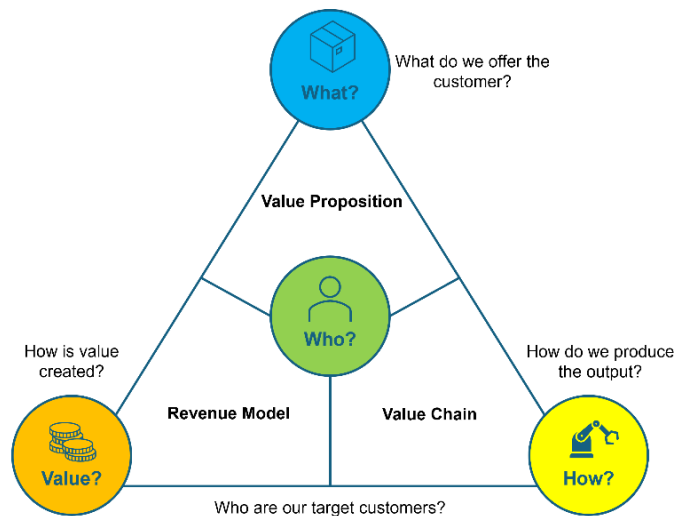 What do we offer the
customer?
What?
Value Proposition
Who?
How is value
created?
How do we produce
the output?
Revenue Model
Value Chain
Value?
How?
Who are our target customers?